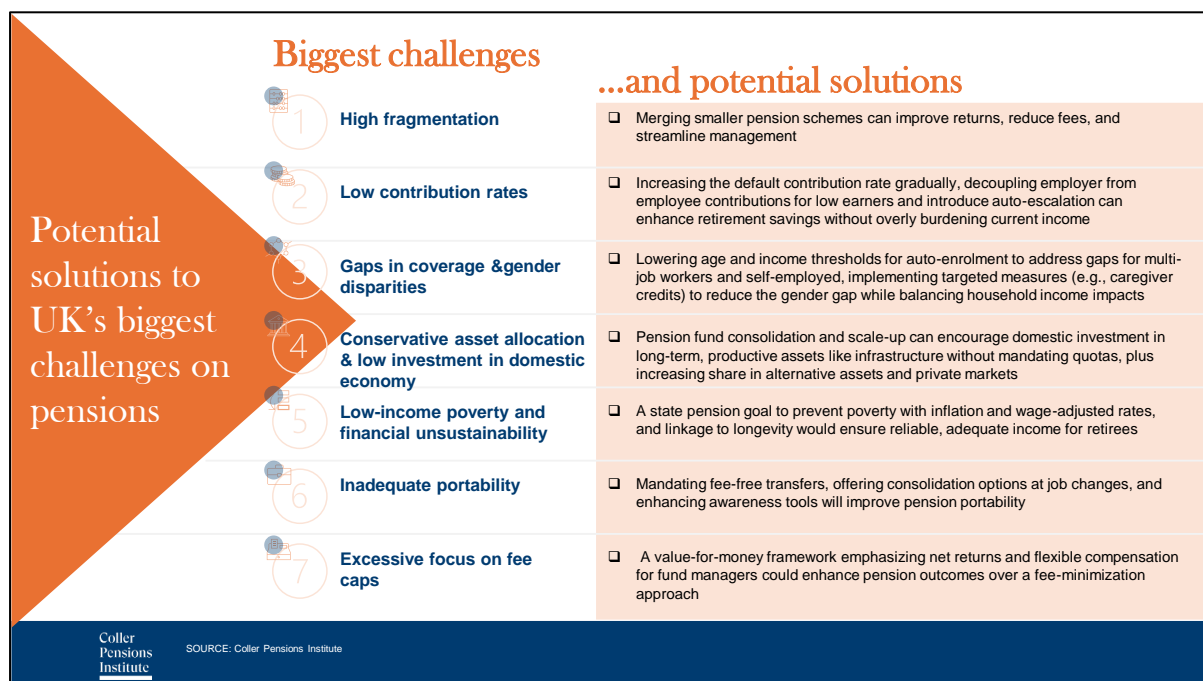 Biggest challenges
...and potential solutions
Potential
solutions to
UK's biggest
challenges on
pensions
1
High fragmentation
❑ Merging smaller pension schemes can improve returns, reduce fees, and
streamline management
2
Low contribution rates
❑ Increasing the default contribution rate gradually, decoupling employer from
employee contributions for low earners and introduce auto-escalation can
enhance retirement savings without overly burdening current income
3
Gaps in coverage &gender
disparities
❑ Lowering age and income thresholds for auto-enrolment to address gaps for multi-
job workers and self-employed, implementing targeted measures (e.g., caregiver
credits) to reduce the gender gap while balancing household income impacts
4
Conservative asset allocation
& low investment in domestic
economy
❑ Pension fund consolidation and scale-up can encourage domestic investment in
long-term, productive assets like infrastructure without mandating quotas, plus
increasing share in alternative assets and private markets
5
Low-income poverty and
financial unsustainability
❑ A state pension goal to prevent poverty with inflation and wage-adjusted rates,
and linkage to longevity would ensure reliable, adequate income for retirees
6
Inadequate portability
❑ Mandating fee-free transfers, offering consolidation options at job changes, and
enhancing awareness tools will improve pension portability
7
Excessive focus on fee
caps
❑ A value-for-money framework emphasizing net returns and flexible compensation
for fund managers could enhance pension outcomes over a fee-minimization
approach
Coller
Pensions
Institute
SOURCE: Coller Pensions Institute